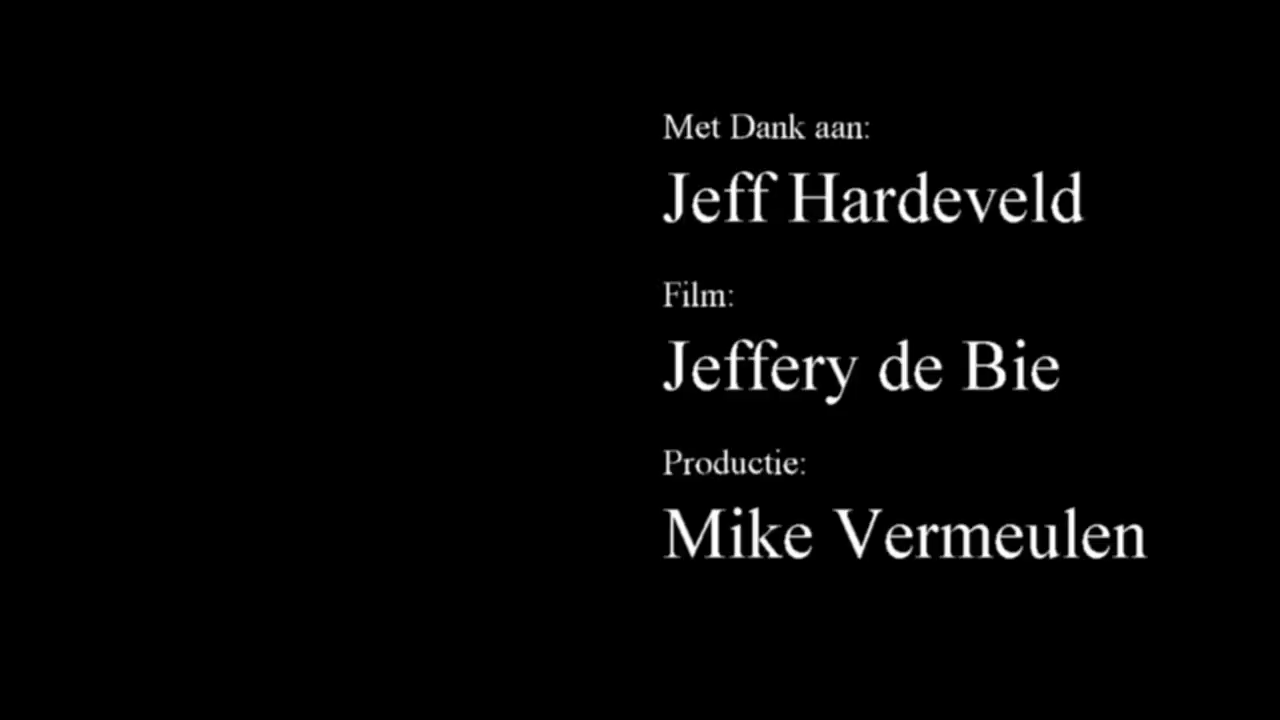 Met Dank aan:
Jeff Hardeveld
Film:
Jeffery de Bie
Productie:
Mike Vermeulen